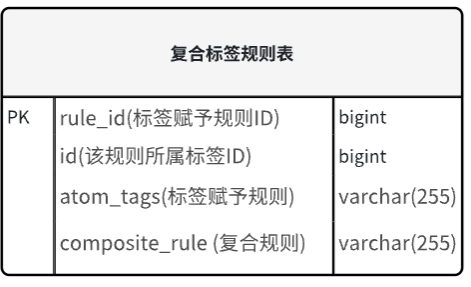 复合标签规则表
PK rule_id(标签赋予规则ID) bigint
id(该规则所属标签ID) bigint
atom_tags(标签赋予规则) varchar(255)
composite_rule (复合规则) varchar(255)